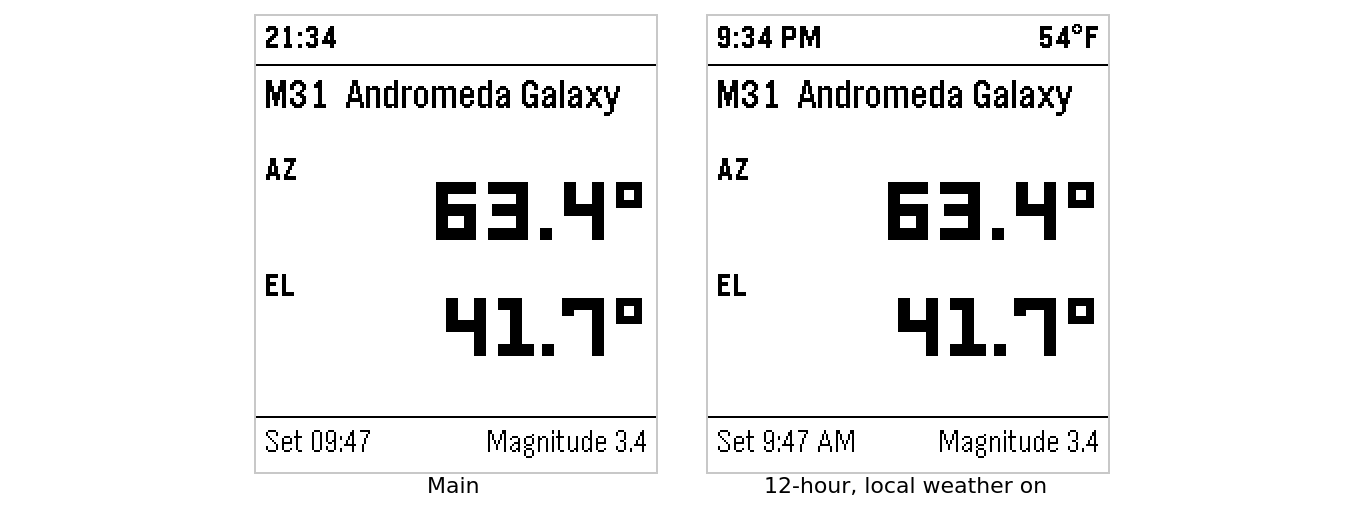 21:34
M31 Andromeda Galaxy
AZ
63.4°
EL
41.7°
Set 09:47 Magnitude 3.4
Main
9:34 PM 54°F
M31 Andromeda Galaxy
AZ
63.4°
EL
41.7°
Set 9:47 AM Magnitude 3.4
12-hour, local weather on